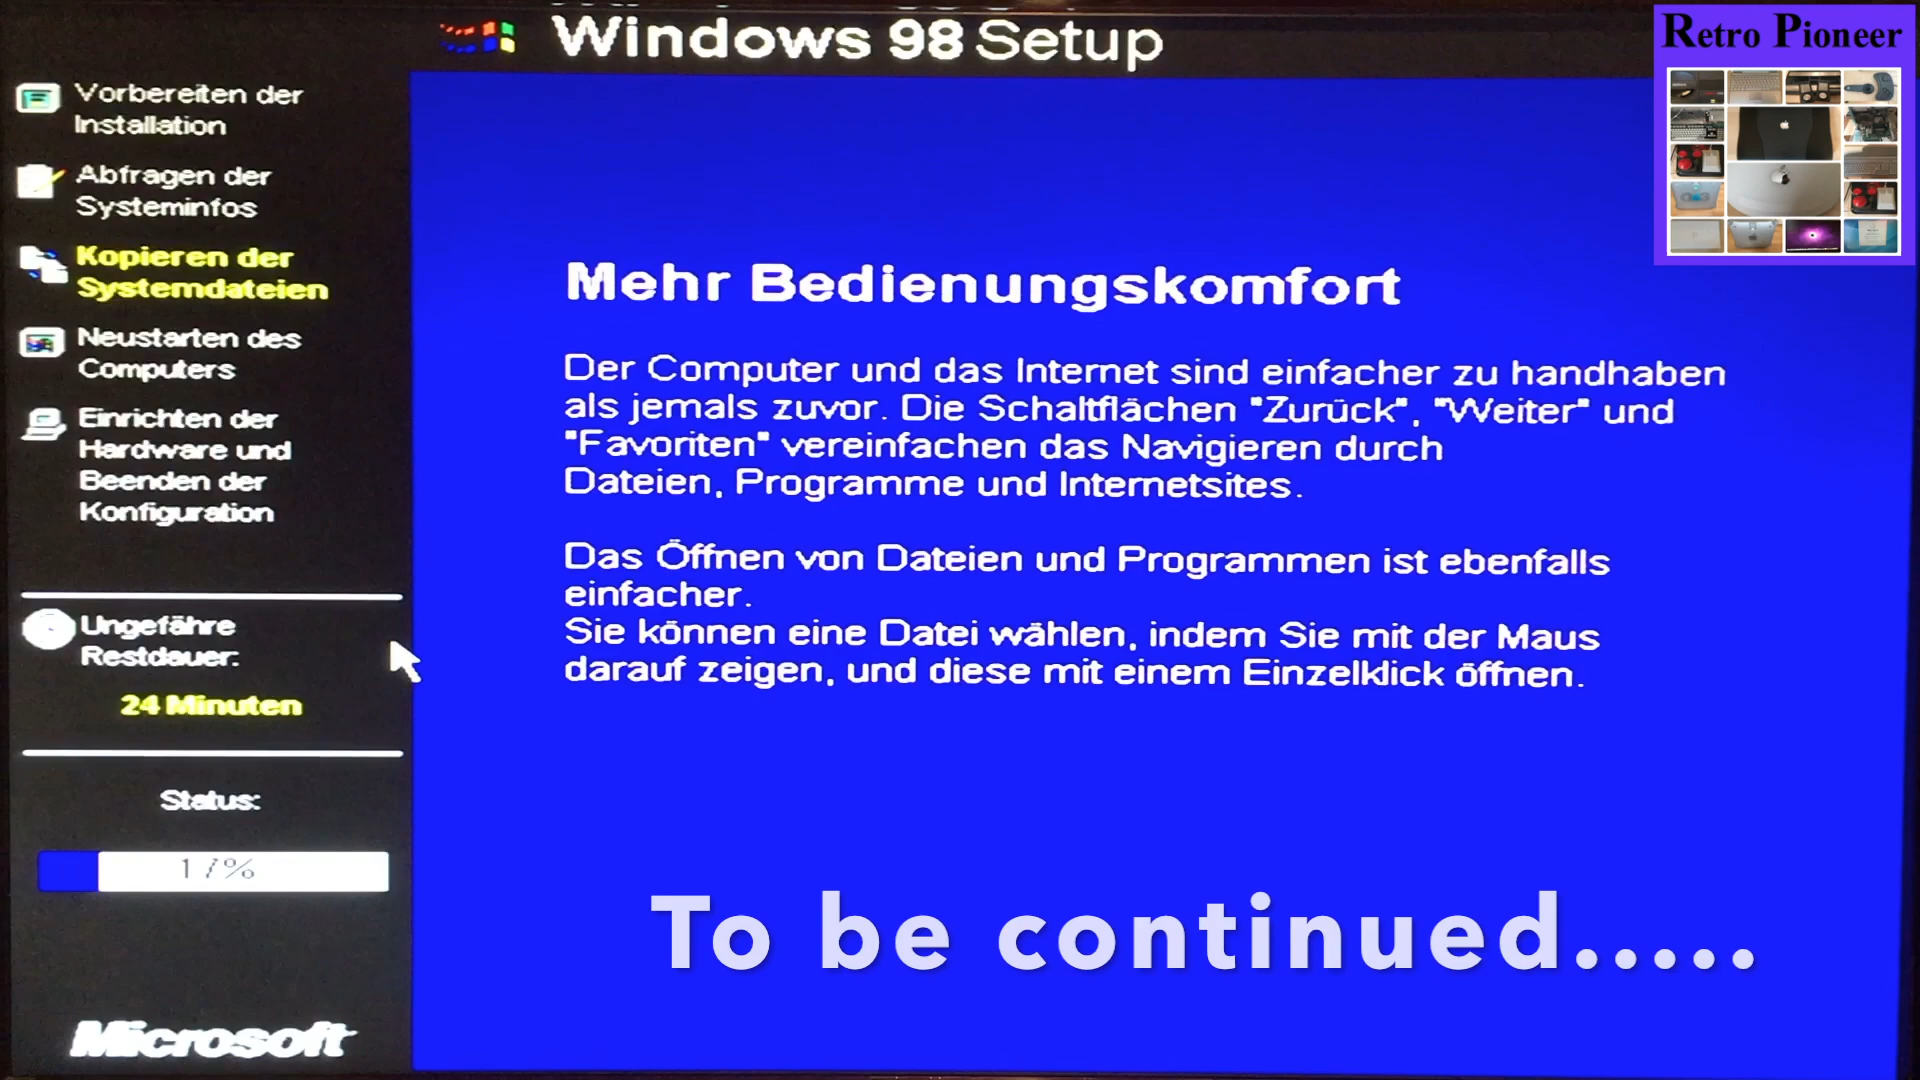 Windows 98 Setup
Retro Pioneer
Vorbereiten der
Installation
Abfragen der
Systeminfos
Kopieren der
Systemdateien
Neustarten des
Computers
Einrichten der
Hardware und
Beenden der
Konfiguration
Ungefähre
Restdauer:
24 Minuten
Status:
17%
Microsoft
Mehr Bedienungskomfort
Der Computer und das Internet sind einfacher zu handhaben
als jemals zuvor. Die Schaltflächen "Zurück", "Weiter" und
"Favoriten" vereinfachen das Navigieren durch
Dateien, Programme und Internetsites.
Das Öffnen von Dateien und Programmen ist ebenfalls
einfacher.
Sie können eine Datei wählen, indem Sie mit der Maus
darauf zeigen, und diese mit einem Einzelklick öffnen.
To be continued.....